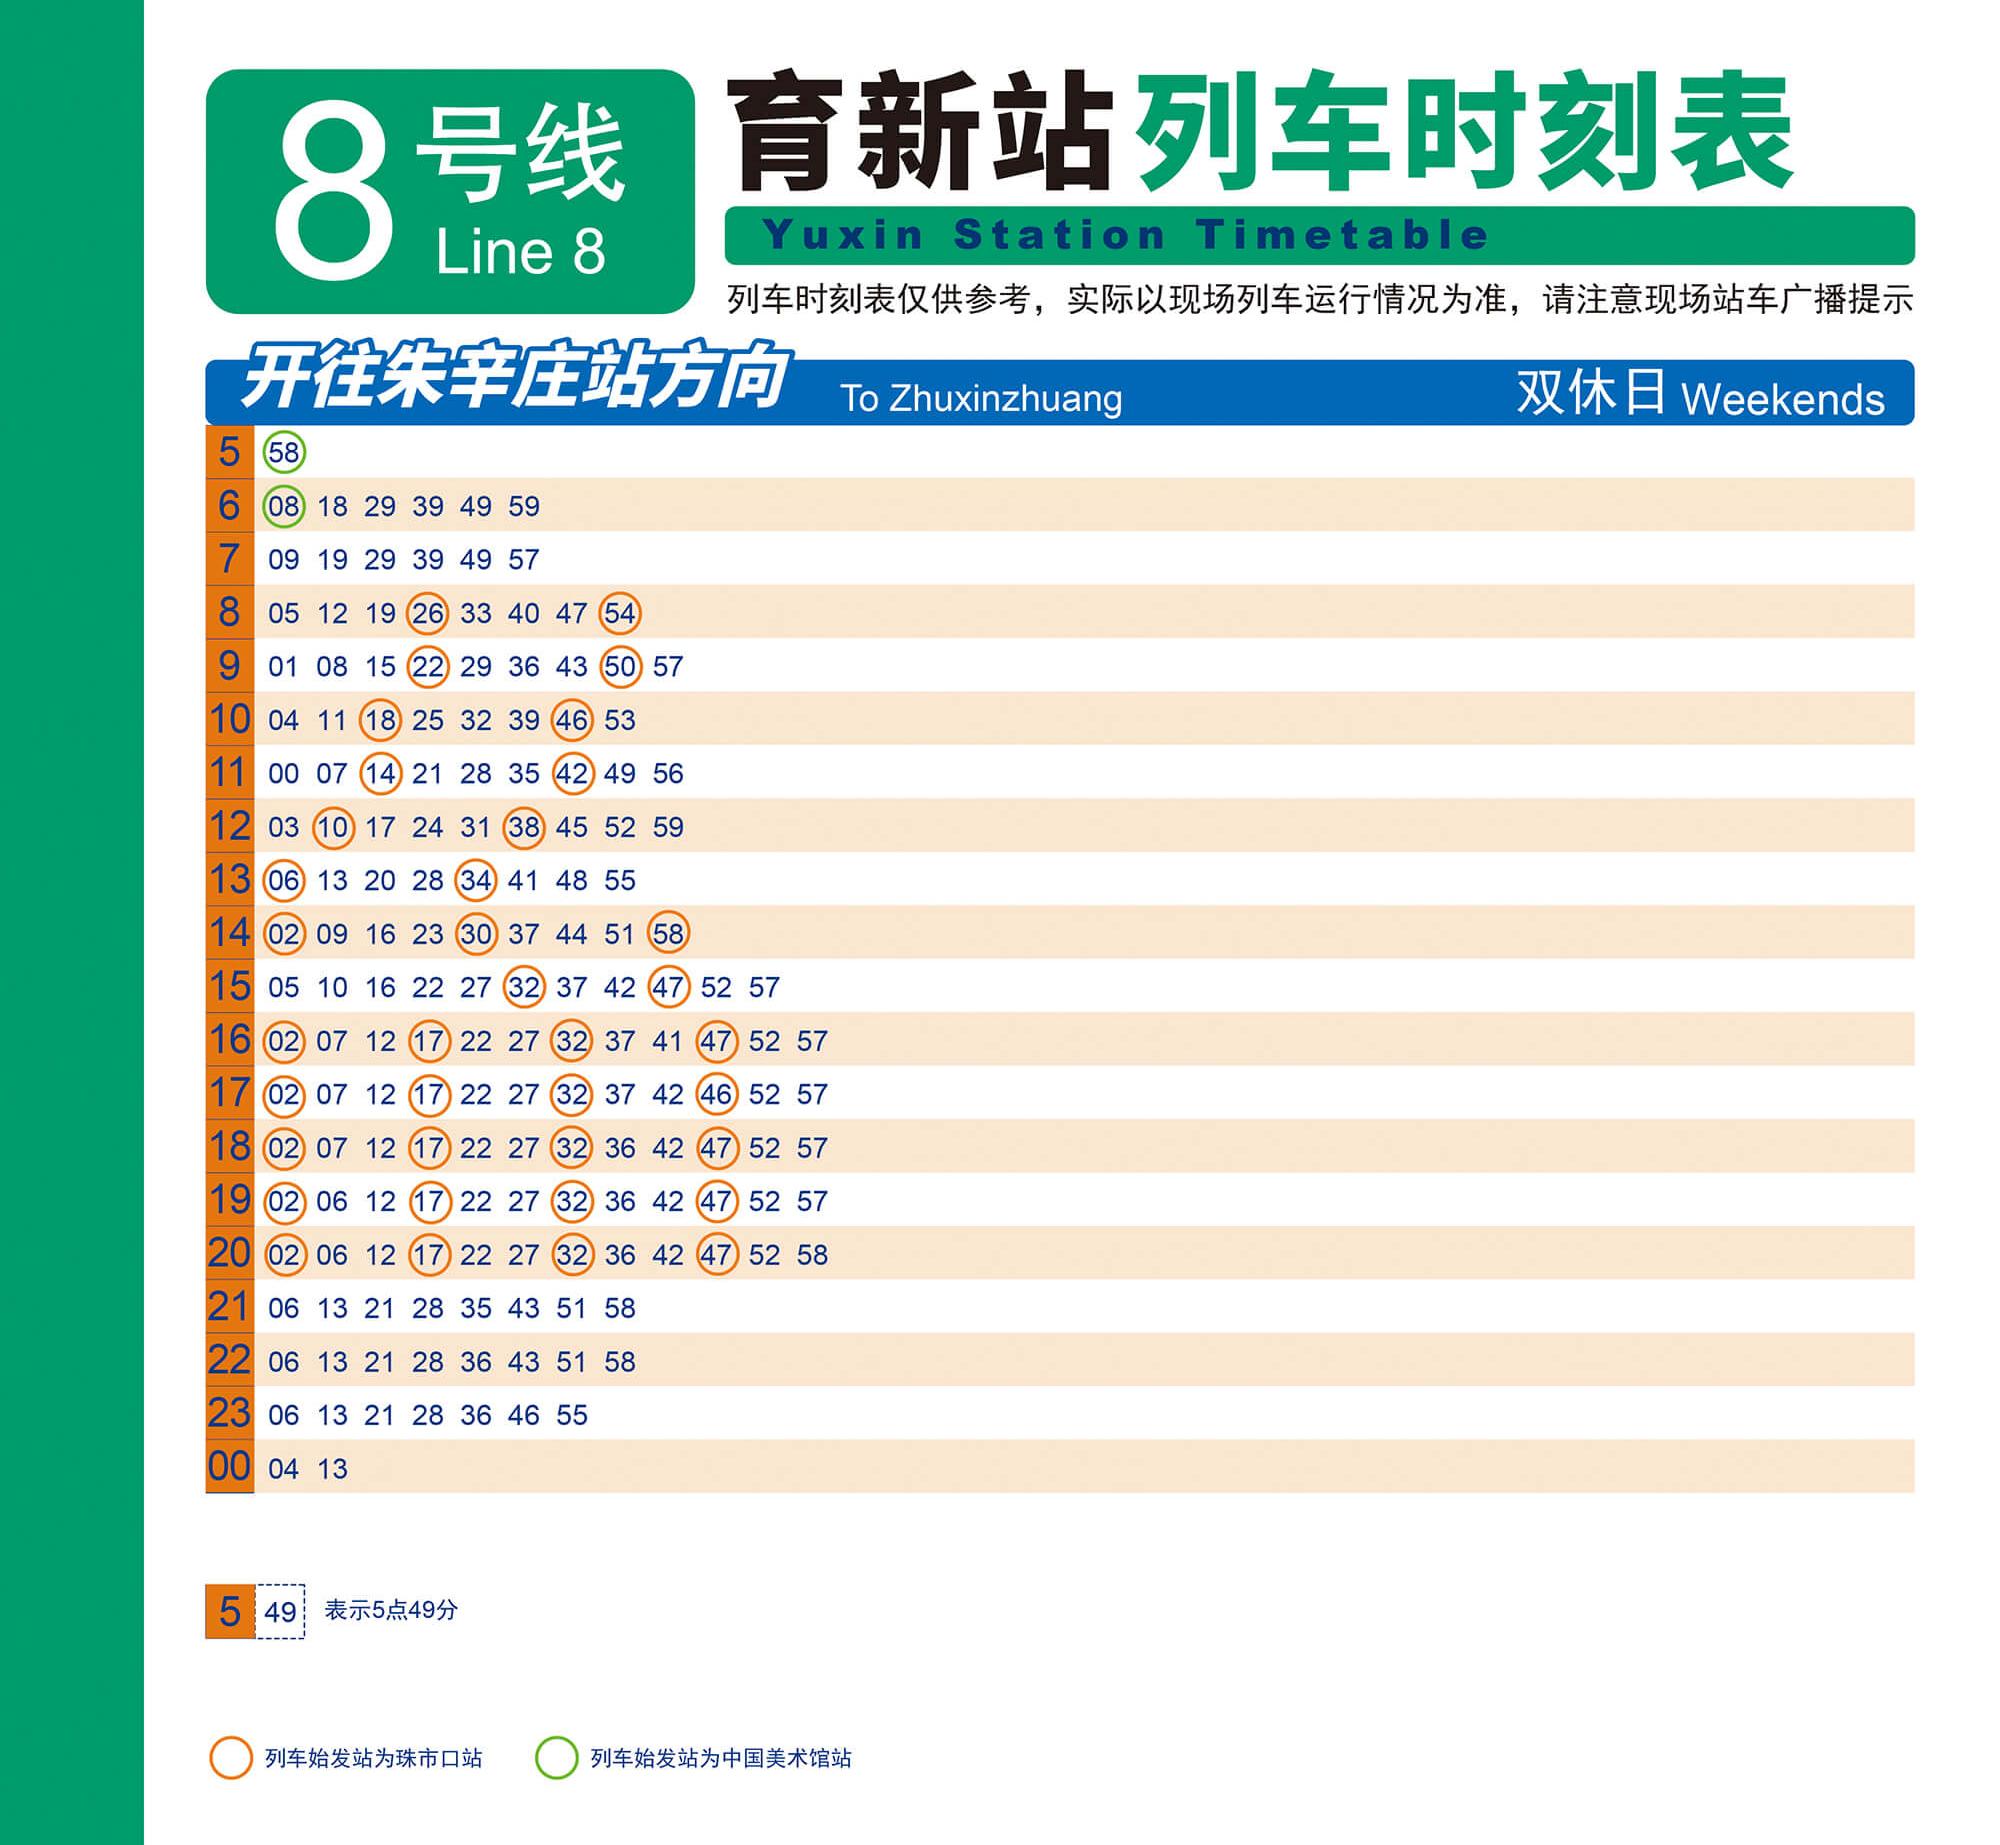 8号线
Line 8
育新站列车时刻表
Yuxin Station Timetable
列车时刻表仅供参考，实际以现场列车运行情况为准，请注意现场站车广播提示
开往朱辛庄站方向 To Zhuxinzhuang 双休日 Weekends
5 58
6 08 18 29 39 49 59
7 09 19 29 39 49 57
8 05 12 19 26 33 40 47 54
9 01 08 15 22 29 36 43 50 57
10 04 11 18 25 32 39 46 53
11 00 07 14 21 28 35 42 49 56
12 03 10 17 24 31 38 45 52 59
13 06 13 20 28 34 41 48 55
14 02 09 16 23 30 37 44 51 58
15 05 10 16 22 27 32 37 42 47 52 57
16 02 07 12 17 22 27 32 37 41 47 52 57
17 02 07 12 17 22 27 32 37 42 46 52 57
18 02 07 12 17 22 27 32 36 42 47 52 57
19 02 06 12 17 22 27 32 36 42 47 52 57
20 02 06 12 17 22 27 32 36 42 47 52 58
21 06 13 21 28 35 43 51 58
22 06 13 21 28 36 43 51 58
23 06 13 21 28 36 46 55
00 04 13
5 49 表示5点49分
列车始发站为珠市口站 列车始发站为中国美术馆站